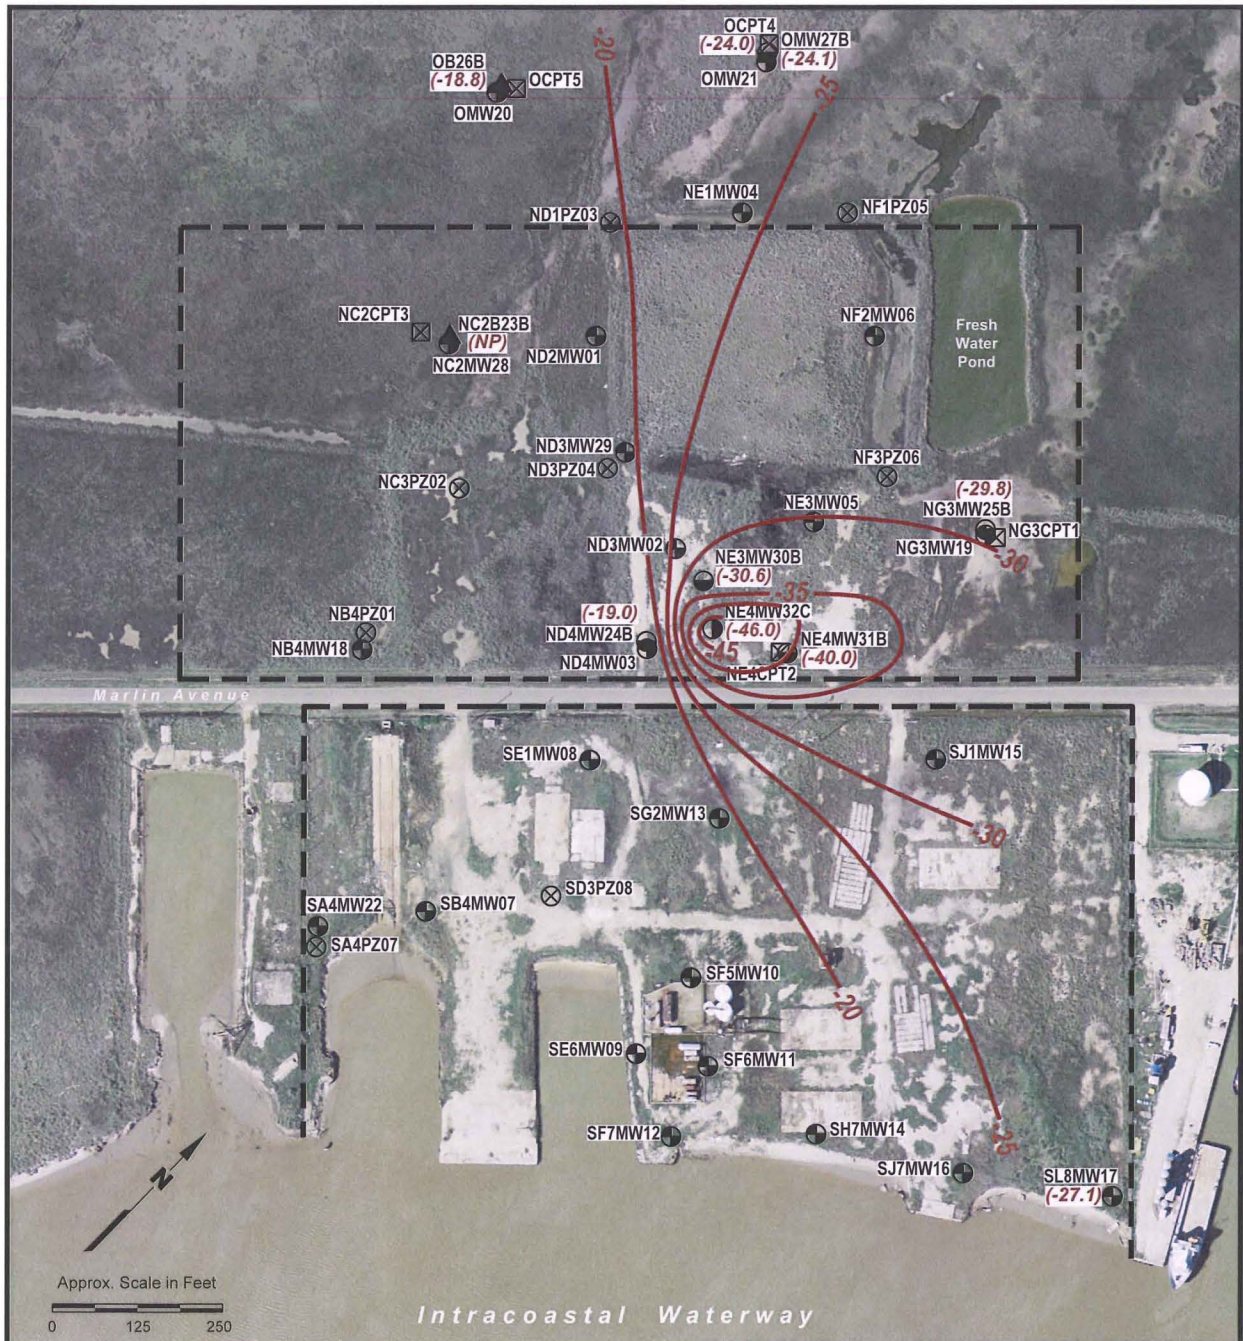 -20
OCPT4
(-24.0)
OMW27B
(-24.1)
OMW21
OB26B
(-18.8)
OCPT5
OMW20
-25
NE1MW04
NF1PZ05
ND1PZ03
NC2CPT3
NC2B23B
(NP)
NC2MW28
ND2MW01
NF2MW06
Fresh
Water
Pond
ND3MW29
ND3PZ04
NC3PZ02
NF3PZ06
(-29.8)
NG3MW25B
NG3CPT1
NG3MW19
-30
NE3MW05
ND3MW02
NE3MW30B
(-30.6)
-35
NE4MW32C
(-46.0)
-45
NE4MW31B
(-40.0)
NE4CPT2
(-19.0)
ND4MW24B
ND4MW03
NB4PZ01
NB4MW18
Marlin Avenue
SE1MW08
SJ1MW15
SG2MW13
-30
SD3PZ08
SA4MW22
SB4MW07
SA4PZ07
SF5MW10
-20
SE6MW09
SF6MW11
SF7MW12
SH7MW14
-25
SJ7MW16
SL8MW17
(-27.1)
N
Approx. Scale in Feet
0 125 250
Intracoastal Waterway